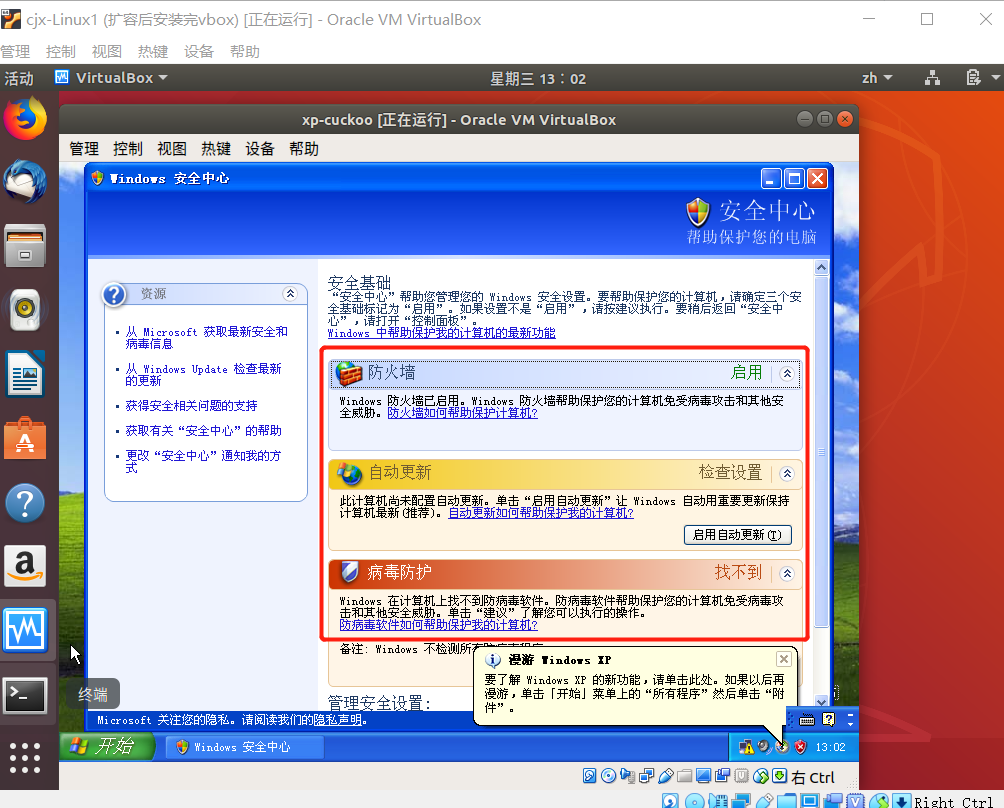 cjx-Linux1 (扩容后安装完vbox) [正在运行] - Oracle VM VirtualBox
管理 控制 视图 热键 设备 帮助
活动 VirtualBox 星期三 13：02 zh
xp-cuckoo [正在运行] - Oracle VM VirtualBox
管理 控制 视图 热键 设备 帮助
Windows 安全中心
安全中心
帮助保护您的电脑
资源
从 Microsoft 获取最新安全和
病毒信息
从 Windows Update 检查最新
的更新
获得安全相关问题的支持
获取有关“安全中心”的帮助
更改“安全中心”通知我的方
式
安全基础
“安全中心”帮助您管理您的 Windows 安全设置。要帮助保护您的计算机，请确定三个安
全基础标记为“启用”。如果设置不是“启用”，请按建议执行。要稍后返回“安全中
心”，请打开“控制面板”。
Windows 中帮助保护我的计算机的最新功能
防火墙 启用
Windows 防火墙已启用。Windows 防火墙帮助保护您的计算机免受病毒攻击和其他安
全威胁。防火墙如何帮助保护计算机?
自动更新 检查设置
此计算机尚未配置自动更新。单击“启用自动更新”让 Windows 自动用重要更新保持
计算机最新(推荐)。自动更新如何帮助保护我的计算机?
启用自动更新(T)
病毒防护 找不到
Windows 在计算机上找不到防病毒软件。防病毒软件帮助保护您的计算机免受病毒攻
击和其他安全威胁。单击“建议”了解您可以执行的操作。
防病毒软件如何帮助保护我的计算机?
备注: Windows 不检测所有防病毒程序
管理安全设置:
漫游 Windows XP
要了解 Windows XP 的新功能，请单击此处。如果以后再
漫游，单击「开始」菜单上的“所有程序”然后单击“附
件”。
终端
Microsoft 关注您的隐私。请阅读我们的隐私声明。
开始 Windows 安全中心 13:02
右 Ctrl
Right Ctrl